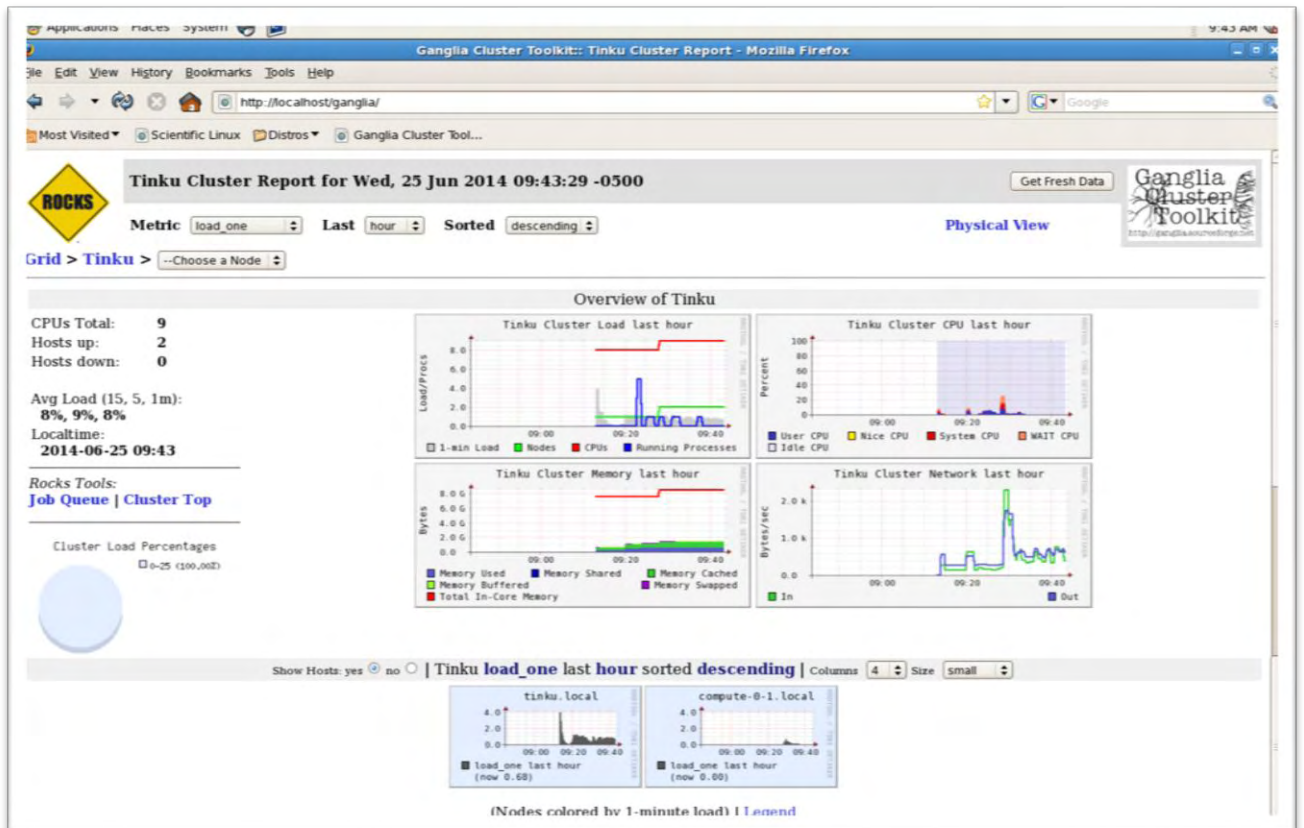 Applications Places System 9:43 AM
Ganglia Cluster Toolkit:: Tinku Cluster Report - Mozilla Firefox
File Edit View History Bookmarks Tools Help
http://localhost/ganglia/ Google
Most Visited Scientific Linux Distros Ganglia Cluster Tool...
ROCKS
Tinku Cluster Report for Wed, 25 Jun 2014 09:43:29 -0500
Get Fresh Data
Ganglia
Cluster
Toolkit
Metric load_one Last hour Sorted descending
Physical View
Grid > Tinku > --Choose a Node
Overview of Tinku
CPUs Total: 9
Hosts up: 2
Hosts down: 0
Avg Load (15, 5, 1m):
8%, 9%, 8%
Localtime:
2014-06-25 09:43
Rocks Tools:
Job Queue | Cluster Top
Cluster Load Percentages
0-25 (100.00%)
Tinku Cluster Load last hour
Load/Procs
8.0
6.0
4.0
2.0
0.0
09:00 09:20 09:40
1-min Load Nodes CPUs Running Processes
Tinku Cluster CPU last hour
Percent
100
80
60
40
20
0
09:00 09:20 09:40
User CPU Nice CPU System CPU WAIT CPU
Idle CPU
Tinku Cluster Memory last hour
Bytes
8.0 G
6.0 G
4.0 G
2.0 G
0.0
09:00 09:20 09:40
Memory Used Memory Shared Memory Cached
Memory Buffered Memory Swapped
Total In-Core Memory
Tinku Cluster Network last hour
Bytes/sec
2.0 k
1.0 k
0.0
09:00 09:20 09:40
In Out
Show Hosts: yes no | Tinku load_one last hour sorted descending | Columns 4 Size small
tinku.local
4.0
2.0
0.0
09:00 09:20 09:40
load_one last hour
(now 0.68)
compute-0-1.local
4.0
2.0
0.0
09:00 09:20 09:40
load_one last hour
(now 0.00)
(Nodes colored by 1-minute load) | Legend